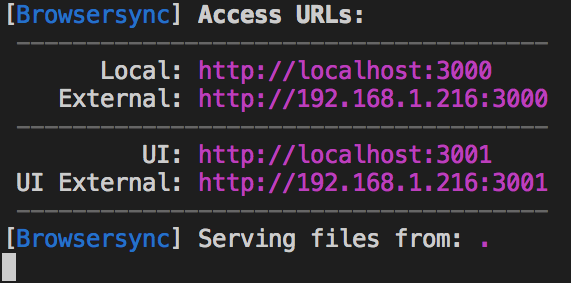 [Browsersync] Access URLs:
--------------------------------------
Local: http://localhost:3000
External: http://192.168.1.216:3000
--------------------------------------
UI: http://localhost:3001
UI External: http://192.168.1.216:3001
--------------------------------------
[Browsersync] Serving files from: .